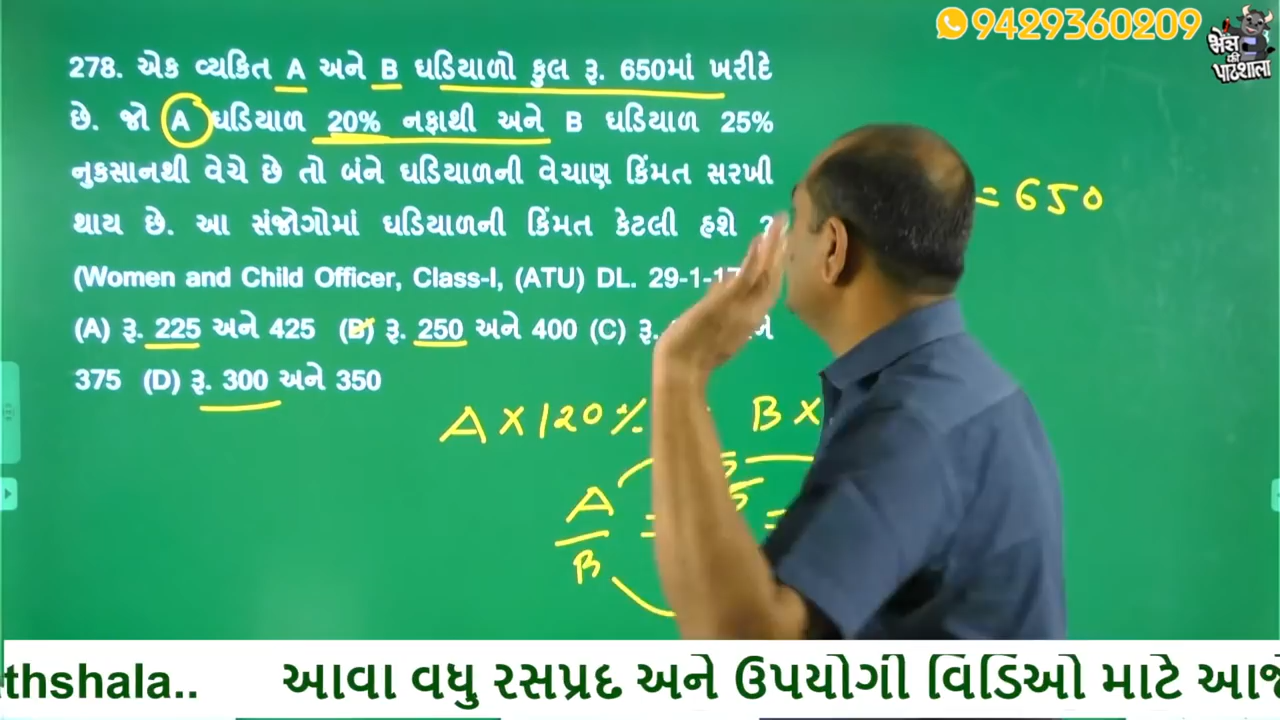 9429360209
भेंस की पाठशाला
278. એક વ્યકિત A અને B ઘડિયાળો કુલ રૂ. 650માં ખરીદે
છે. જો A ઘડિયાળ 20% નફાથી અને B ઘડિયાળ 25%
નુકસાનથી વેચે છે તો બંને ઘડિયાળની વેચાણ કિંમત સરખી
થાય છે. આ સંજોગોમાં ઘડિયાળની કિંમત કેટલી હશે ?
= 650
(Women and Child Officer, Class-I, (ATU) DL. 29-1-17
(A) રૂ. 225 અને 425 (B) રૂ. 250 અને 400 (C) રૂ.
375 (D) રૂ. 300 અને 350
A X 120% B X
A
B
=
thshala.. આવા વધુ રસપ્રદ અને ઉપયોગી વિડિઓ માટે આજે